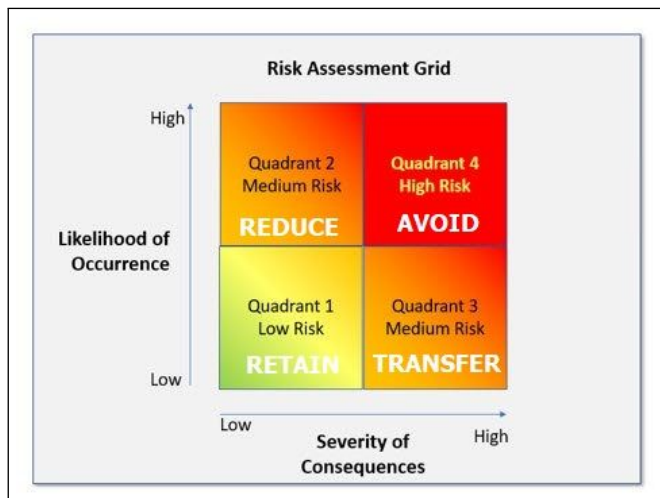 Risk Assessment Grid
High
Quadrant 2
Medium Risk
REDUCE
Quadrant 4
High Risk
AVOID
Likelihood of
Occurrence
Quadrant 1
Low Risk
RETAIN
Quadrant 3
Medium Risk
TRANSFER
Low
Low
High
Severity of
Consequences